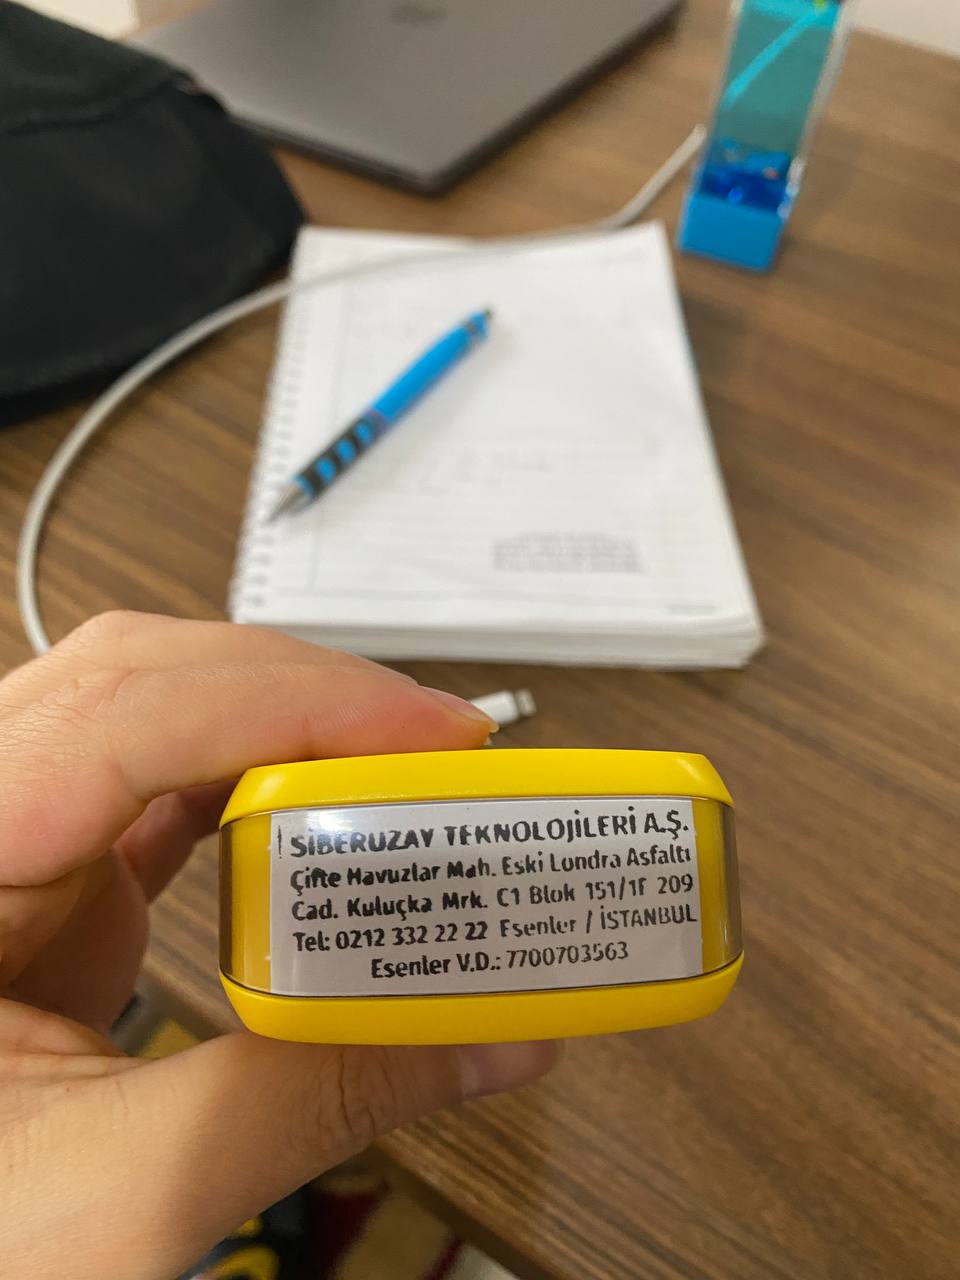 SİBERUZAY TEKNOLOJİLERİ A.Ş.
Çifte Havuzlar Mah. Eski Londra Asfaltı
Cad. Kuluçka Mrk. C1 Blok 151/1F 209
Tel: 0212 332 22 22 Esenler / İSTANBUL
Esenler V.D.: 7700703563